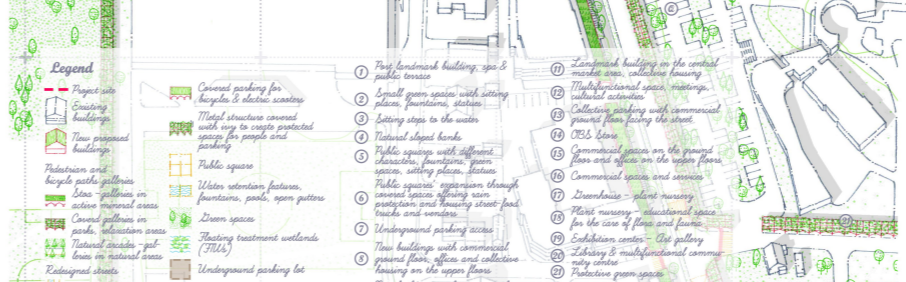 Legend
Project site
Existing
buildings
New proposed
buildings
Pedestrian and
bicycle paths galleries
Stoa - galleries in
active mineral areas
Coverd galleries in
parks, relaxation areas
Natural arcades - gal-
leries in natural areas
Redesigned streets
Covered parking for
bicycles & electric scooters
Metal structure covered
with ivy to create protected
spaces for people and
parking
Public square
Water retention features,
fountains, pools, open gutters
Green spaces
Floating treatment wetlands
(FTWs)
Underground parking lot
1 Port landmark building, spa &
public terrace
2 Small green spaces with sitting
places, fountains, statues
3 Sitting steps to the water
4 Natural sloped banks
5 Public squares with different
characters, fountains, green
spaces, sitting places, statues
6 Public squares' expansion through
covered spaces offering rain
protection and housing street-food
trucks and vendors
7 Underground parking access
8 New buildings with commercial
ground floor, offices and collective
housing on the upper floors
11 Landmark building in the central
market area, collective housing
12 Multifunctional space, meetings,
cultural activities
13 Collective parking with commercial
ground floors facing the street
14 OBS Store
15 Commercial spaces on the ground
floor and offices on the upper floors
16 Commercial spaces and services
17 Greenhouse - plant nursery
18 Plant nursery - educational space
for the care of flora and fauna
19 Exhibition center - Art gallery
20 Library & multifunctional commu-
nity centre
21 Protective green spaces
21